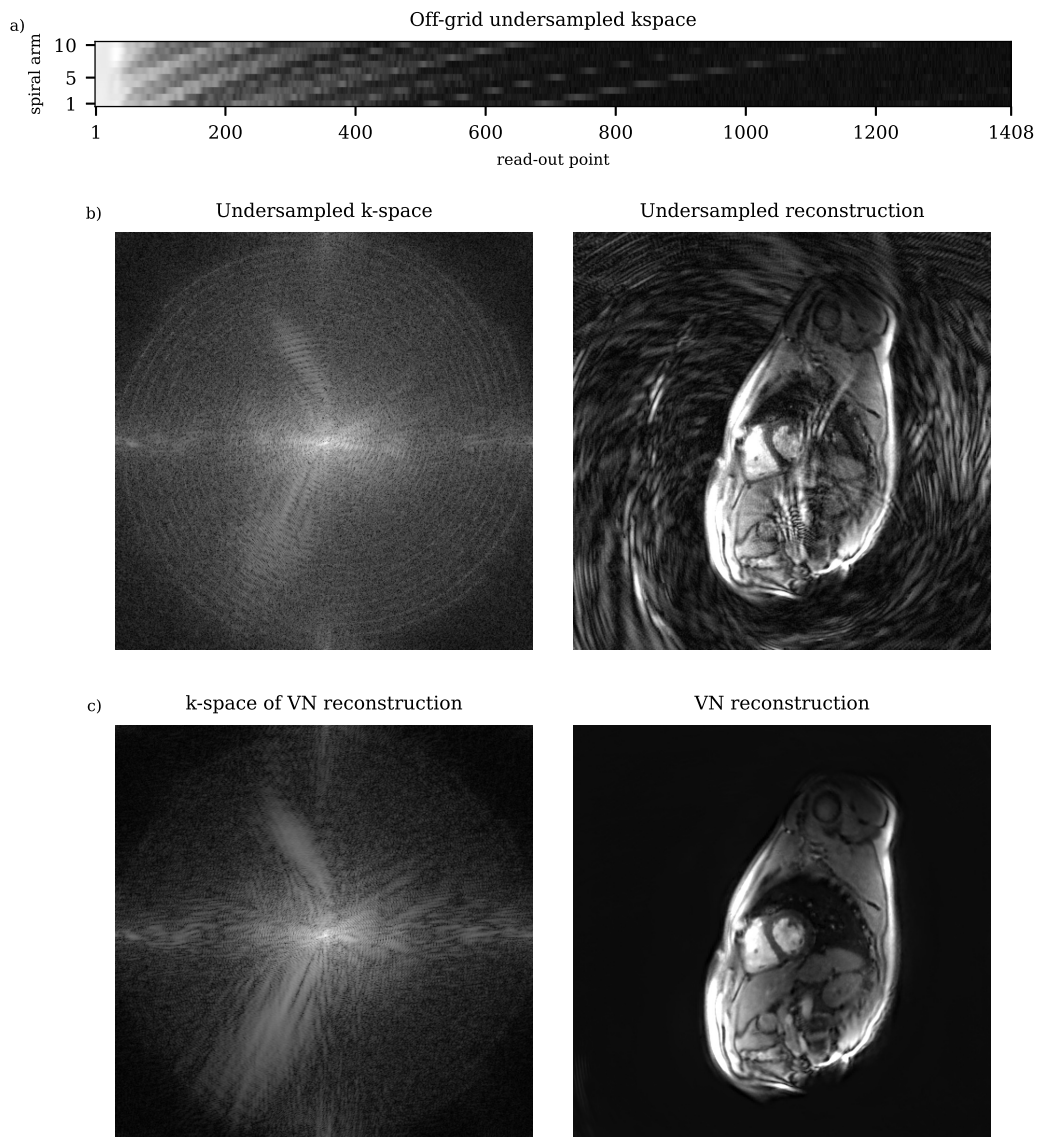 a)
Off-grid undersampled kspace
spiral arm
10
5
1
1 200 400 600 800 1000 1200 1408
read-out point
b)
Undersampled k-space
Undersampled reconstruction
c)
k-space of VN reconstruction
VN reconstruction